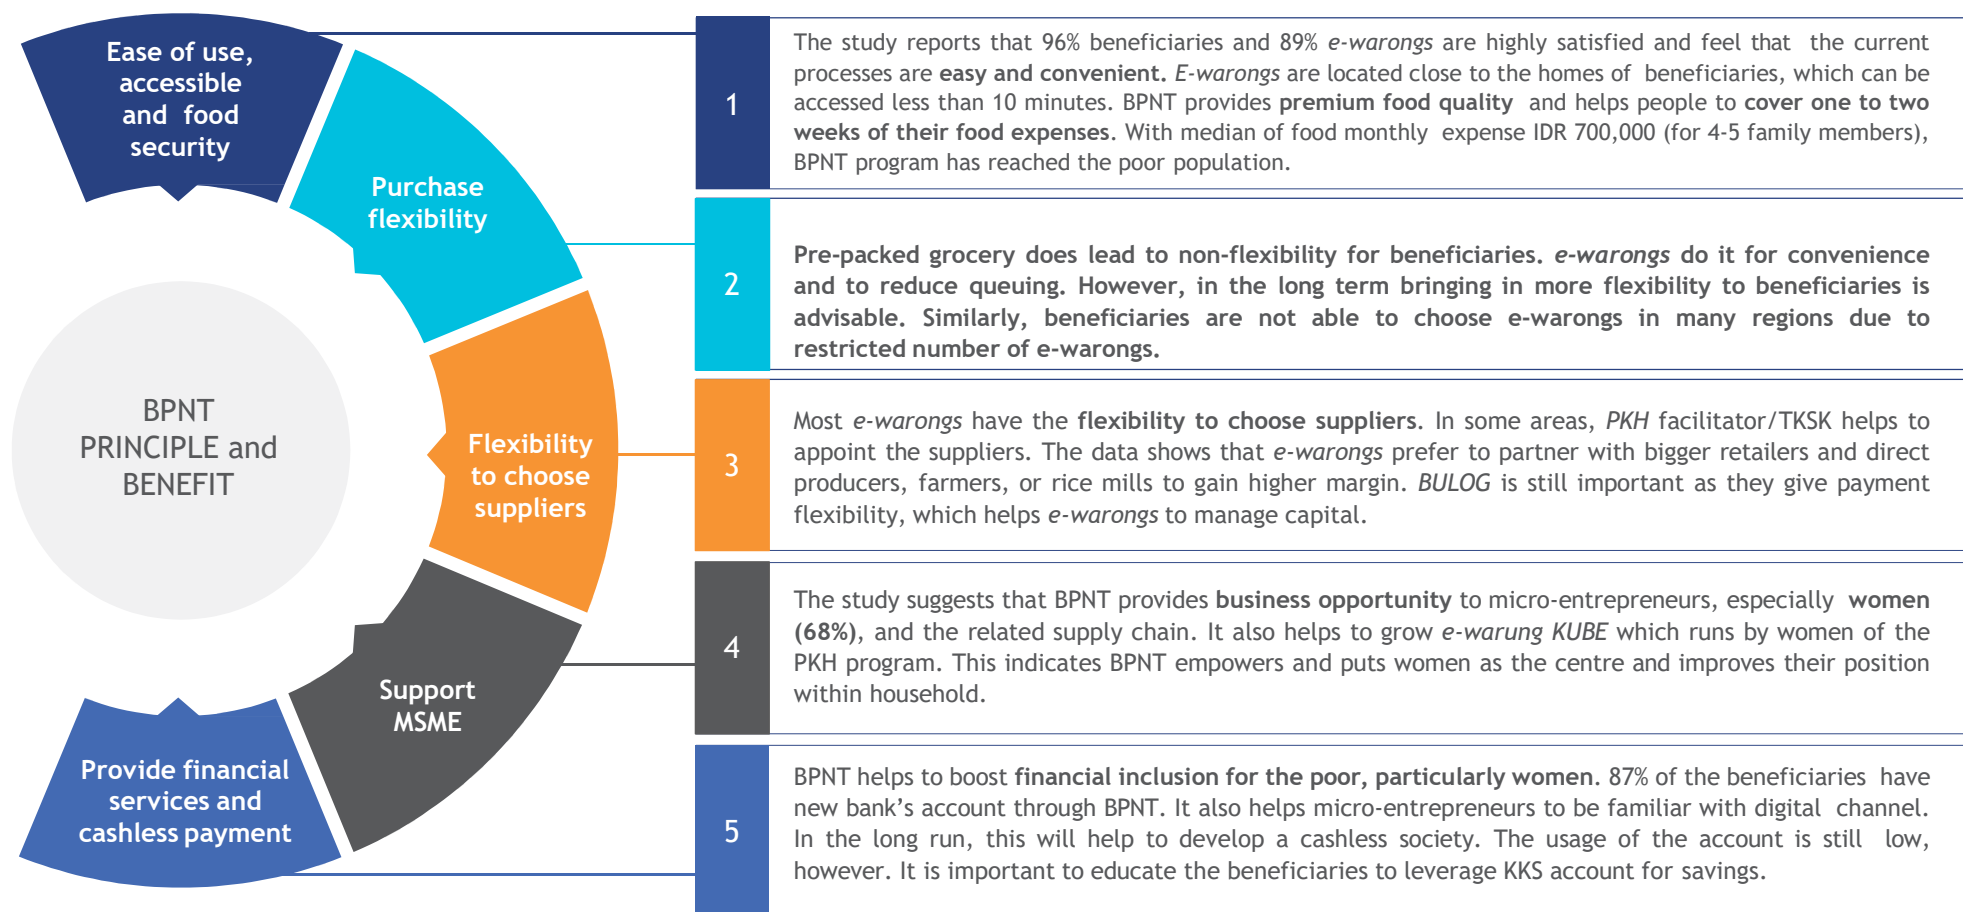 Ease of use,
accessible
and food
security
Purchase
flexibility
Flexibility
to choose
suppliers
Support
MSME
Provide financial
services and
cashless payment
BPNT
PRINCIPLE and
BENEFIT
1
The study reports that 96% beneficiaries and 89% e-warongs are highly satisfied and feel that the current
processes are easy and convenient. E-warongs are located close to the homes of beneficiaries, which can be
accessed less than 10 minutes. BPNT provides premium food quality and helps people to cover one to two
weeks of their food expenses. With median of food monthly expense IDR 700,000 (for 4-5 family members),
BPNT program has reached the poor population.
2
Pre-packed grocery does lead to non-flexibility for beneficiaries. e-warongs do it for convenience
and to reduce queuing. However, in the long term bringing in more flexibility to beneficiaries is
advisable. Similarly, beneficiaries are not able to choose e-warongs in many regions due to
restricted number of e-warongs.
3
Most e-warongs have the flexibility to choose suppliers. In some areas, PKH facilitator/TKSK helps to
appoint the suppliers. The data shows that e-warongs prefer to partner with bigger retailers and direct
producers, farmers, or rice mills to gain higher margin. BULOG is still important as they give payment
flexibility, which helps e-warongs to manage capital.
4
The study suggests that BPNT provides business opportunity to micro-entrepreneurs, especially women
(68%), and the related supply chain. It also helps to grow e-warung KUBE which runs by women of the
PKH program. This indicates BPNT empowers and puts women as the centre and improves their position
within household.
5
BPNT helps to boost financial inclusion for the poor, particularly women. 87% of the beneficiaries have
new bank's account through BPNT. It also helps micro-entrepreneurs to be familiar with digital channel.
In the long run, this will help to develop a cashless society. The usage of the account is still low,
however. It is important to educate the beneficiaries to leverage KKS account for savings.